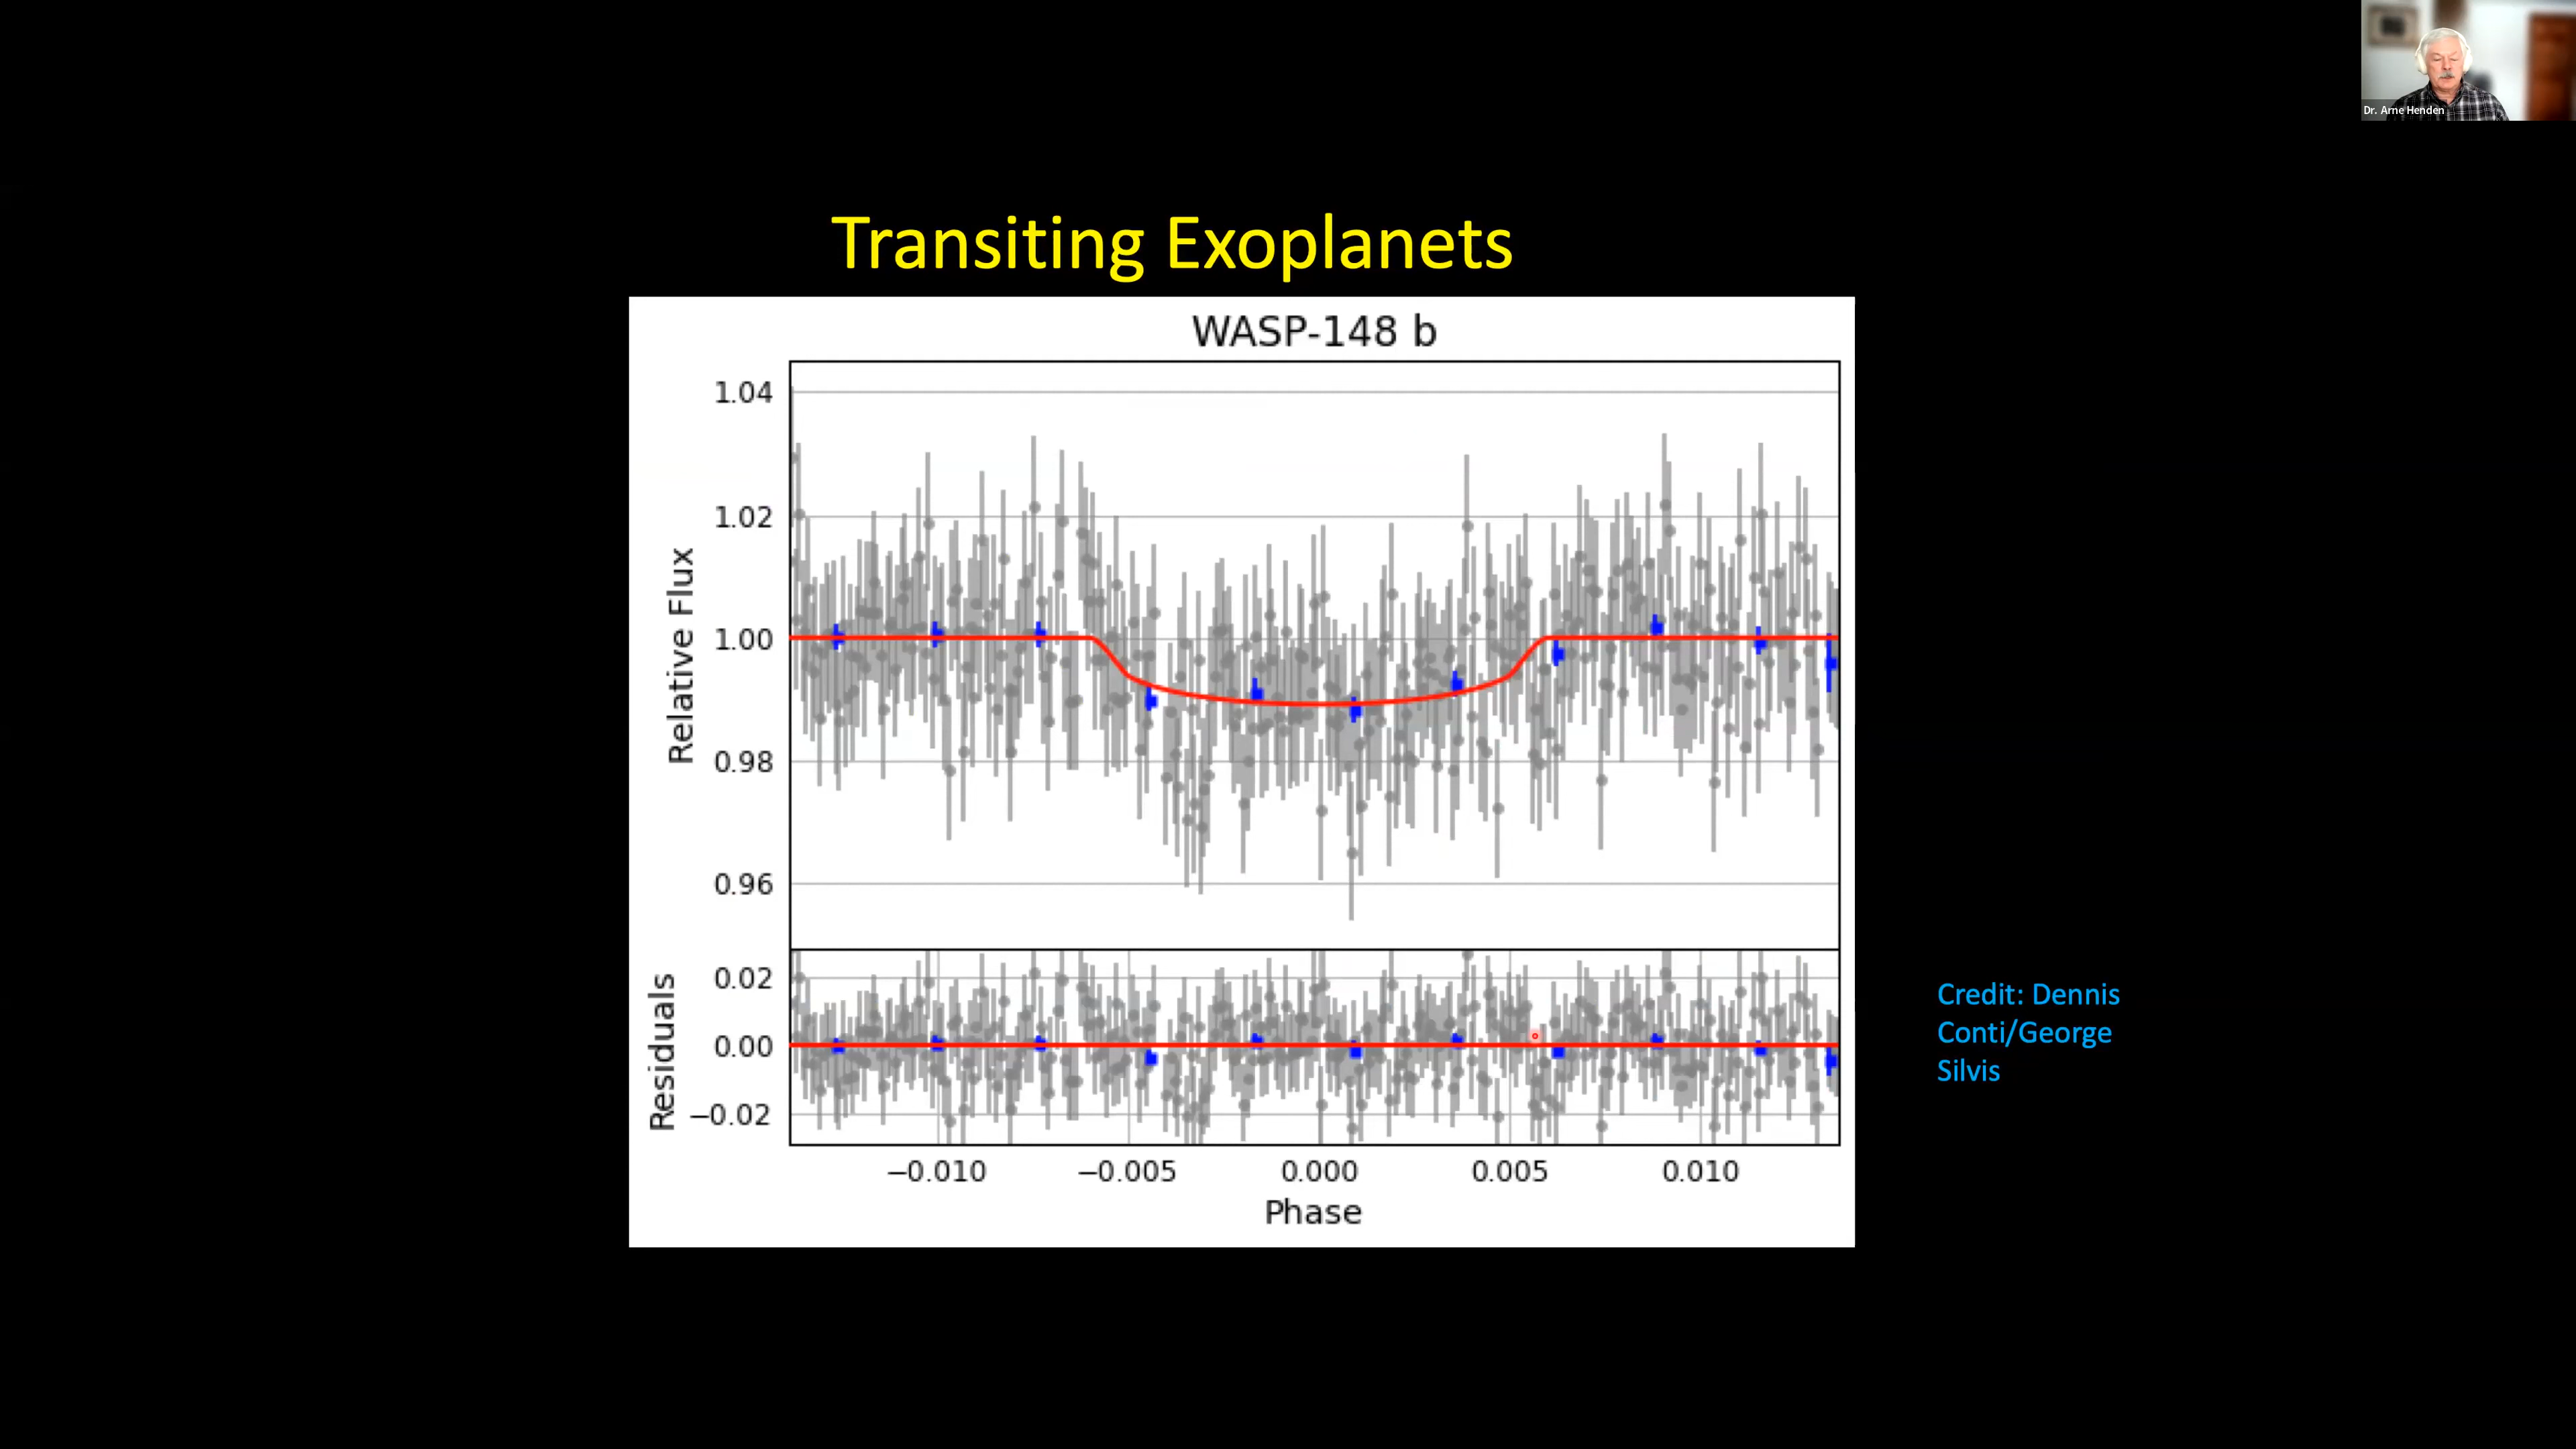 Dr. Arne Henden
Transiting Exoplanets
WASP-148 b
1.04
1.02
1.00
0.98
0.96
Relative Flux
0.02
0.00
−0.02
Residuals
−0.010 −0.005 0.000 0.005 0.010
Phase
Credit: Dennis
Conti/George
Silvis